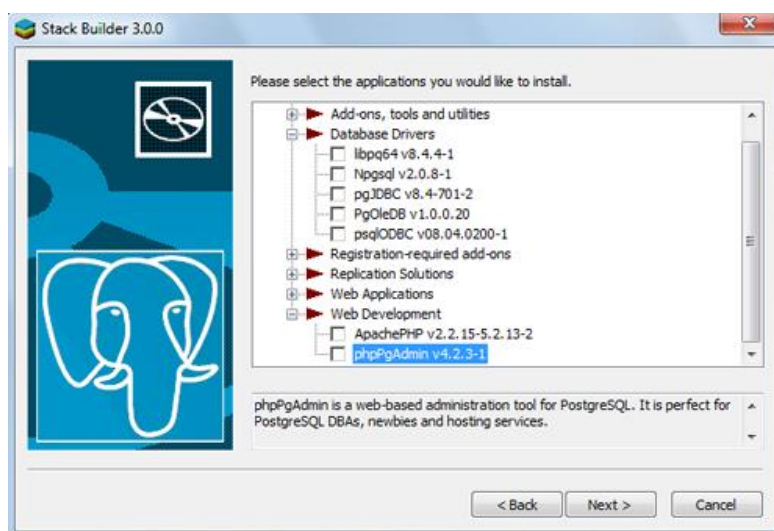 Stack Builder 3.0.0
Please select the applications you would like to install.
Add-ons, tools and utilities
Database Drivers
libpq64 v8.4.4-1
Npgsql v2.0.8-1
pgJDBC v8.4-701-2
PgOleDB v1.0.0.20
psqlODBC v08.04.0200-1
Registration-required add-ons
Replication Solutions
Web Applications
Web Development
ApachePHP v2.2.15-5.2.13-2
phpPgAdmin v4.2.3-1
phpPgAdmin is a web-based administration tool for PostgreSQL. It is perfect for
PostgreSQL DBAs, newbies and hosting services.
< Back
Next >
Cancel